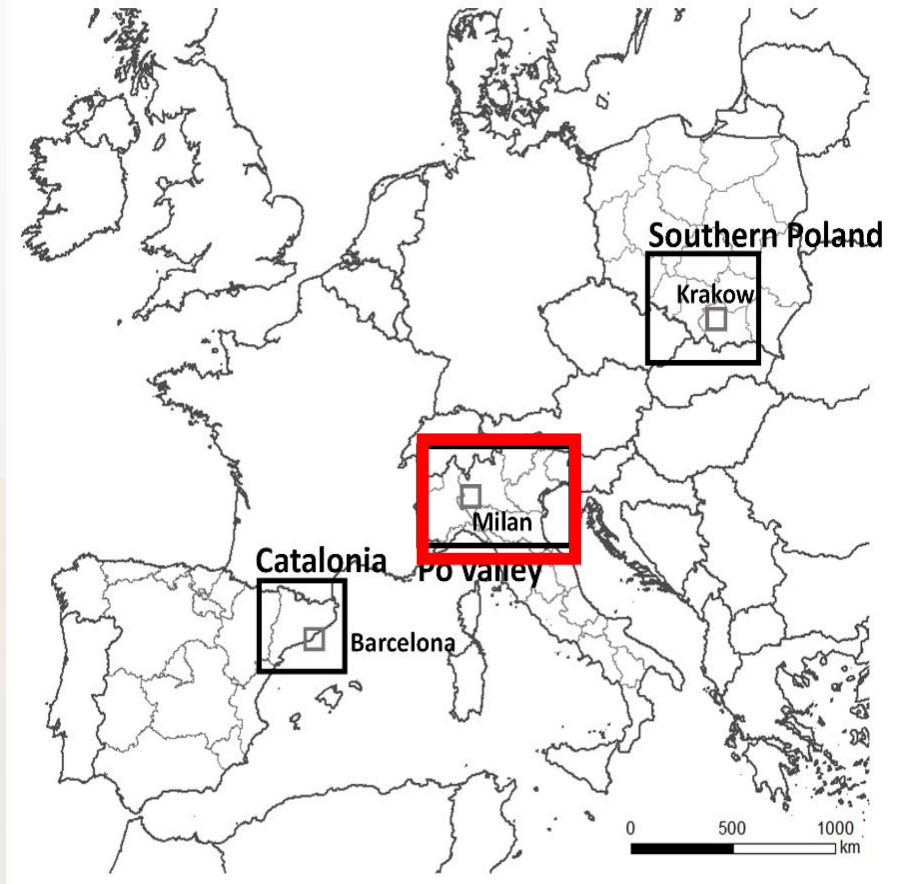 Southern Poland
Krakow
Milan
Po Valley
Catalonia
Barcelona
0 500 1000
km